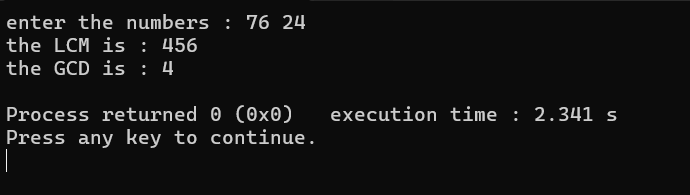 enter the numbers : 76 24
the LCM is : 456
the GCD is : 4
Process returned 0 (0x0)   execution time : 2.341 s
Press any key to continue.